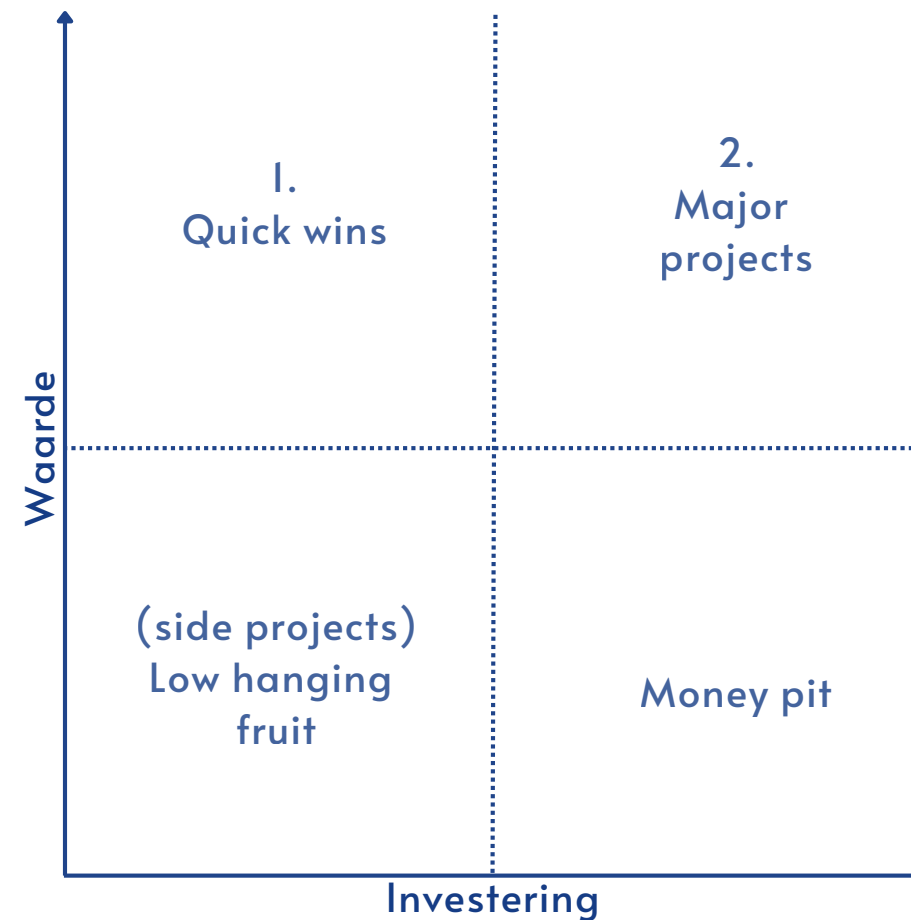 1.
Quick wins
2.
Major
projects
Waarde
(side projects)
Low hanging
fruit
Money pit
Investering